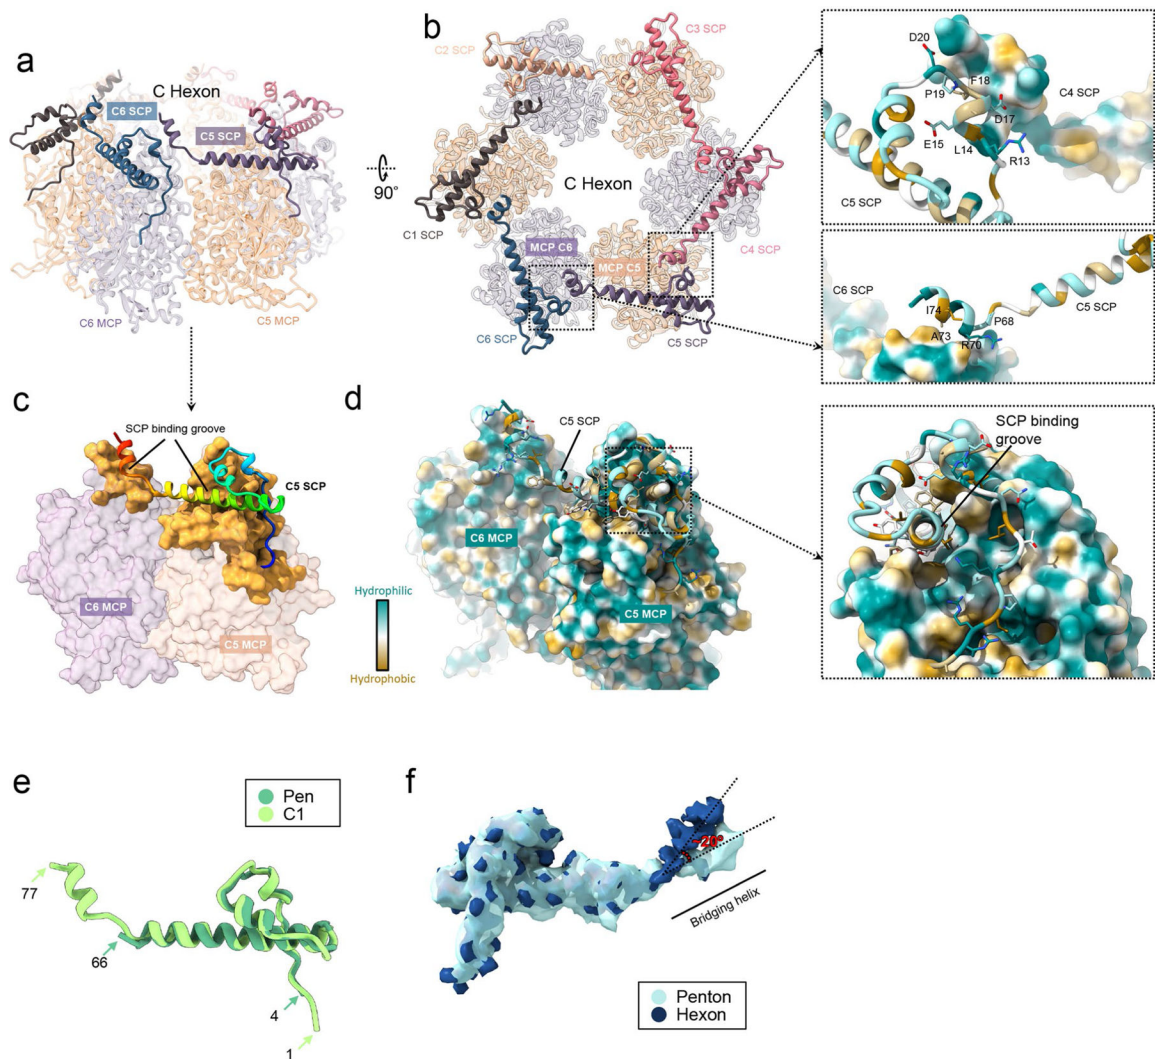 a
C Hexon
C6 SCP
C5 SCP
C6 MCP
C5 MCP
90°
b
C2 SCP
C3 SCP
C Hexon
C1 SCP
C4 SCP
MCP C6
MCP C5
C6 SCP
C5 SCP
D20
F18
P19
D17
C4 SCP
E15
L14
R13
C5 SCP
C6 SCP
I74
P68
C5 SCP
A73
R70
c
SCP binding
groove
C5 SCP
C6 MCP
C5 MCP
d
C5 SCP
C6 MCP
C5 MCP
Hydrophilic
Hydrophobic
SCP binding
groove
e
Pen
C1
77
66
4
1
f
~20°
Bridging helix
Penton
Hexon